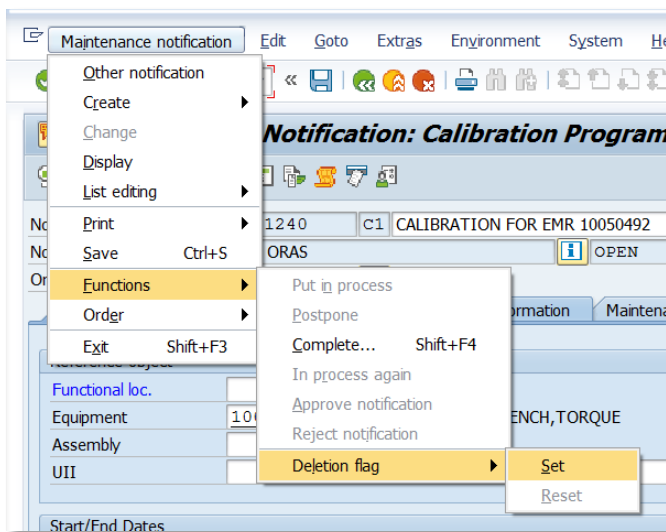 Maintenance notification Edit Goto Extras Environment System
Other notification
Create
Change
Display
List editing
Print
Save Ctrl+S
Functions
Order
Exit Shift+F3
Notification: Calibration Program
1240 C1 CALIBRATION FOR EMR 10050492
ORAS OPEN
Put in process
Postpone
Complete... Shift+F4
In process again
Approve notification
Reject notification
Deletion flag
Set
Reset
Functional loc.
Equipment
TORQUE
Assembly
UII
Start/End Dates